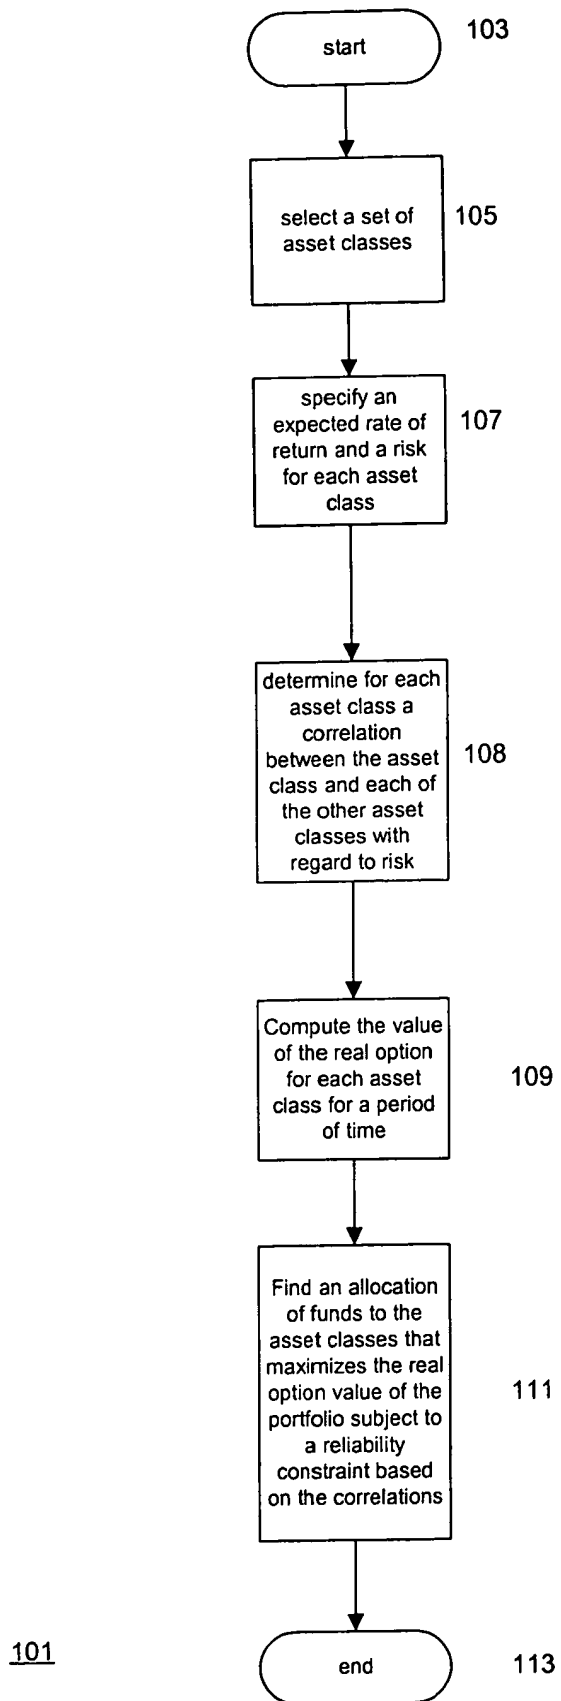 103
start
select a set of
asset classes
105
specify an
expected rate of
return and a risk
for each asset
class
107
determine for each
asset class a
correlation
between the asset
class and each of
the other asset
classes with
regard to risk
108
Compute the value
of the real option
for each asset
class for a period
of time
109
Find an allocation
of funds to the
asset classes that
maximizes the real
option value of the
portfolio subject to
a reliability
constraint based
on the correlations
111
101
end
113